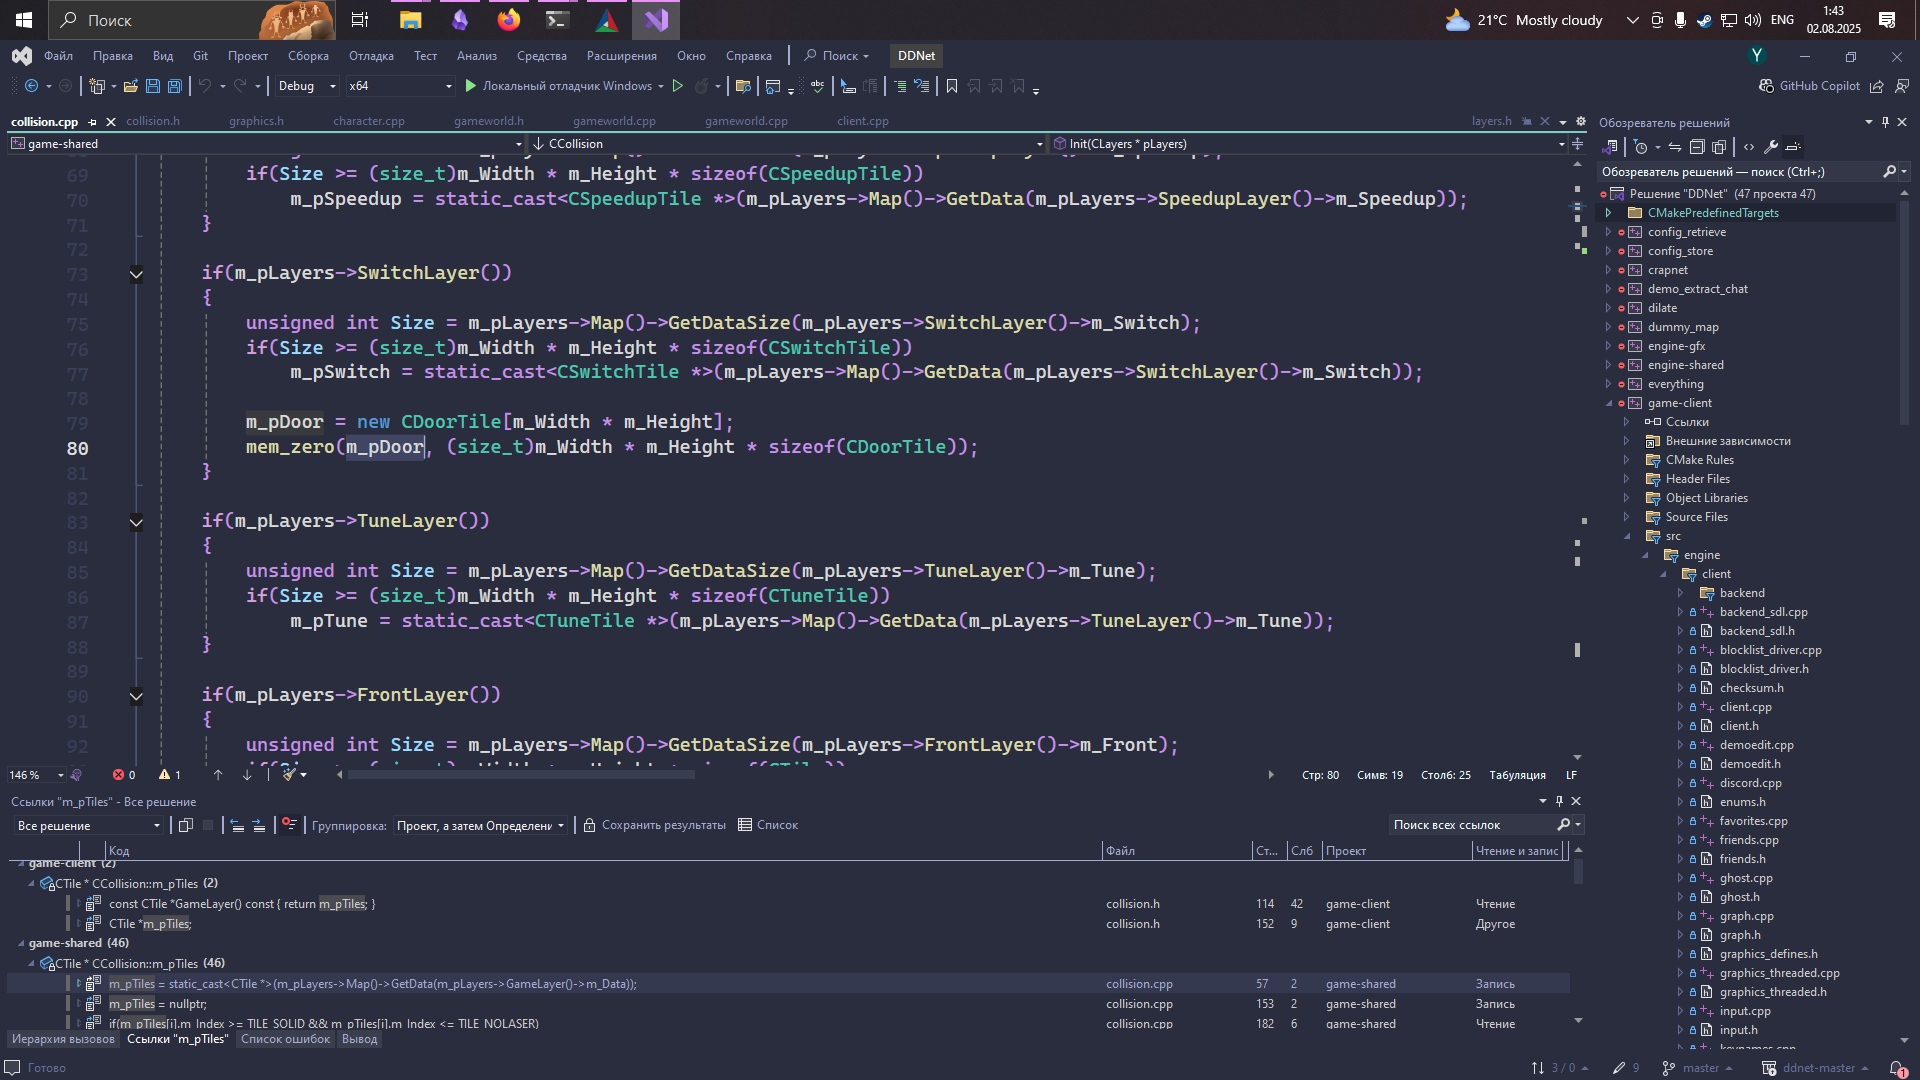 Поиск
21°C Mostly cloudy
ENG
1:43
02.08.2025
Файл Правка Вид Git Проект Сборка Отладка Тест Анализ Средства Расширения Окно Справка Поиск DDNet
Y
Debug x64 Локальный отладчик Windows
GitHub Copilot
collision.cpp collision.h graphics.h character.cpp gameworld.h gameworld.cpp gameworld.cpp client.cpp layers.h
game-shared CCollision Init(CLayers * pLayers)
69 if(Size >= (size_t)m_Width * m_Height * sizeof(CSpeedupTile))
70 m_pSpeedup = static_cast<CSpeedupTile *>(m_pLayers->Map()->GetData(m_pLayers->SpeedupLayer()->m_Speedup));
71 }
72
73 if(m_pLayers->SwitchLayer())
74 {
75 unsigned int Size = m_pLayers->Map()->GetDataSize(m_pLayers->SwitchLayer()->m_Switch);
76 if(Size >= (size_t)m_Width * m_Height * sizeof(CSwitchTile))
77 m_pSwitch = static_cast<CSwitchTile *>(m_pLayers->Map()->GetData(m_pLayers->SwitchLayer()->m_Switch));
78
79 m_pDoor = new CDoorTile[m_Width * m_Height];
80 mem_zero(m_pDoor, (size_t)m_Width * m_Height * sizeof(CDoorTile));
81 }
82
83 if(m_pLayers->TuneLayer())
84 {
85 unsigned int Size = m_pLayers->Map()->GetDataSize(m_pLayers->TuneLayer()->m_Tune);
86 if(Size >= (size_t)m_Width * m_Height * sizeof(CTuneTile))
87 m_pTune = static_cast<CTuneTile *>(m_pLayers->Map()->GetData(m_pLayers->TuneLayer()->m_Tune));
88 }
89
90 if(m_pLayers->FrontLayer())
91 {
92 unsigned int Size = m_pLayers->Map()->GetDataSize(m_pLayers->FrontLayer()->m_Front);
146 % 0 1 Стр: 80 Симв: 19 Столб: 25 Табуляция LF
Ссылки "m_pTiles" - Все решение
Все решение Группировка: Проект, а затем Определени Сохранить результаты Список Поиск всех ссылок
Код Файл Ст... Слб Проект Чтение и запис
game-client (2)
CTile * CCollision::m_pTiles (2)
const CTile *GameLayer() const { return m_pTiles; } collision.h 114 42 game-client Чтение
CTile *m_pTiles; collision.h 152 9 game-client Другое
game-shared (46)
CTile * CCollision::m_pTiles (46)
m_pTiles = static_cast<CTile *>(m_pLayers->Map()->GetData(m_pLayers->GameLayer()->m_Data)); collision.cpp 57 2 game-shared Запись
m_pTiles = nullptr; collision.cpp 153 2 game-shared Запись
if(m_pTiles[i].m_Index >= TILE_SOLID && m_pTiles[i].m_Index <= TILE_NOLASER) collision.cpp 182 6 game-shared Чтение
Иерархия вызовов Ссылки "m_pTiles" Список ошибок Вывод
Готово
3 / 0 9 master ddnet-master 1
Обозреватель решений
Обозреватель решений — поиск (Ctrl+;)
Решение "DDNet" (47 проекта 47)
CMakePredefinedTargets
config_retrieve
config_store
crapnet
demo_extract_chat
dilate
dummy_map
engine-gfx
engine-shared
everything
game-client
Ссылки
Внешние зависимости
CMake Rules
Header Files
Object Libraries
Source Files
src
engine
client
backend
backend_sdl.cpp
backend_sdl.h
blocklist_driver.cpp
blocklist_driver.h
checksum.h
client.cpp
client.h
demoedit.cpp
demoedit.h
discord.cpp
enums.h
favorites.cpp
friends.cpp
friends.h
ghost.cpp
ghost.h
graph.cpp
graph.h
graphics_defines.h
graphics_threaded.cpp
graphics_threaded.h
input.cpp
input.h
keynames.cpp